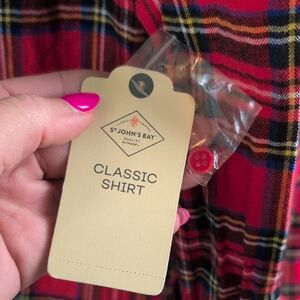 St JOHN'S BAY
QUALITY
APPAREL
CLASSIC
SHIRT